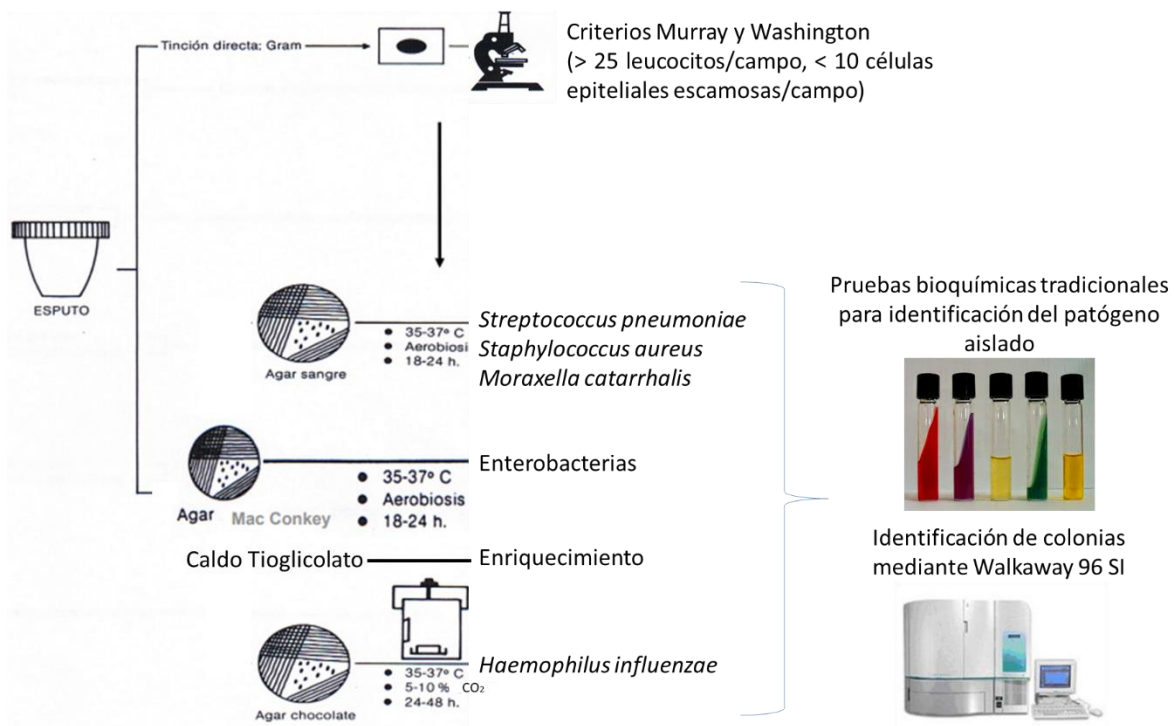 Tinción directa: Gram
Criterios Murray y Washington
(> 25 leucocitos/campo, < 10 células
epiteliales escamosas/campo)
ESPUTO
Agar sangre
35-37º C
Aerobiosis
18-24 h.
Streptococcus pneumoniae
Staphylococcus aureus
Moraxella catarrhalis
Agar Mac Conkey
35-37º C
Aerobiosis
18-24 h.
Enterobacterias
Caldo Tioglicolato
Enriquecimiento
Agar chocolate
35-37º C
5-10 % CO₂
24-48 h.
Haemophilus influenzae
Pruebas bioquímicas tradicionales
para identificación del patógeno
aislado
Identificación de colonias
mediante Walkaway 96 SI